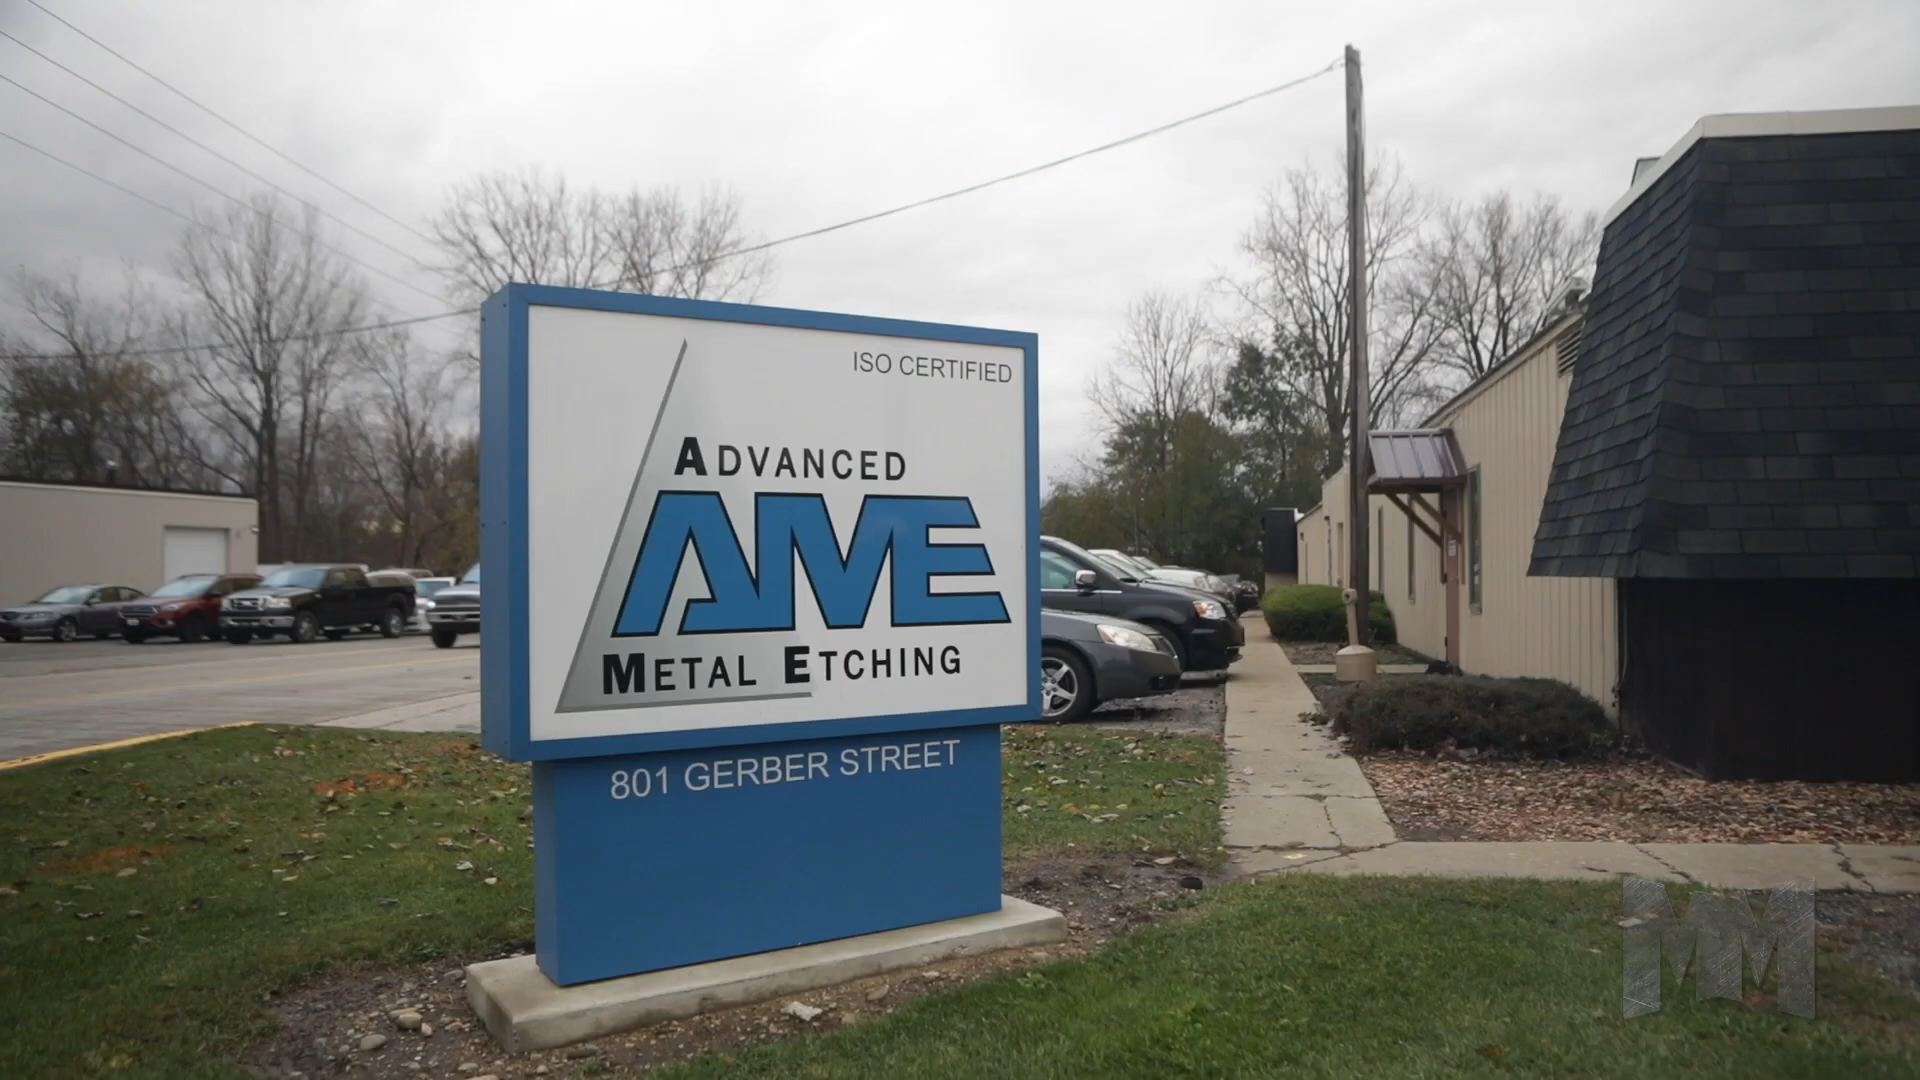 ISO CERTIFIED
ADVANCED
AME
METAL ETCHING
801 GERBER STREET
MM